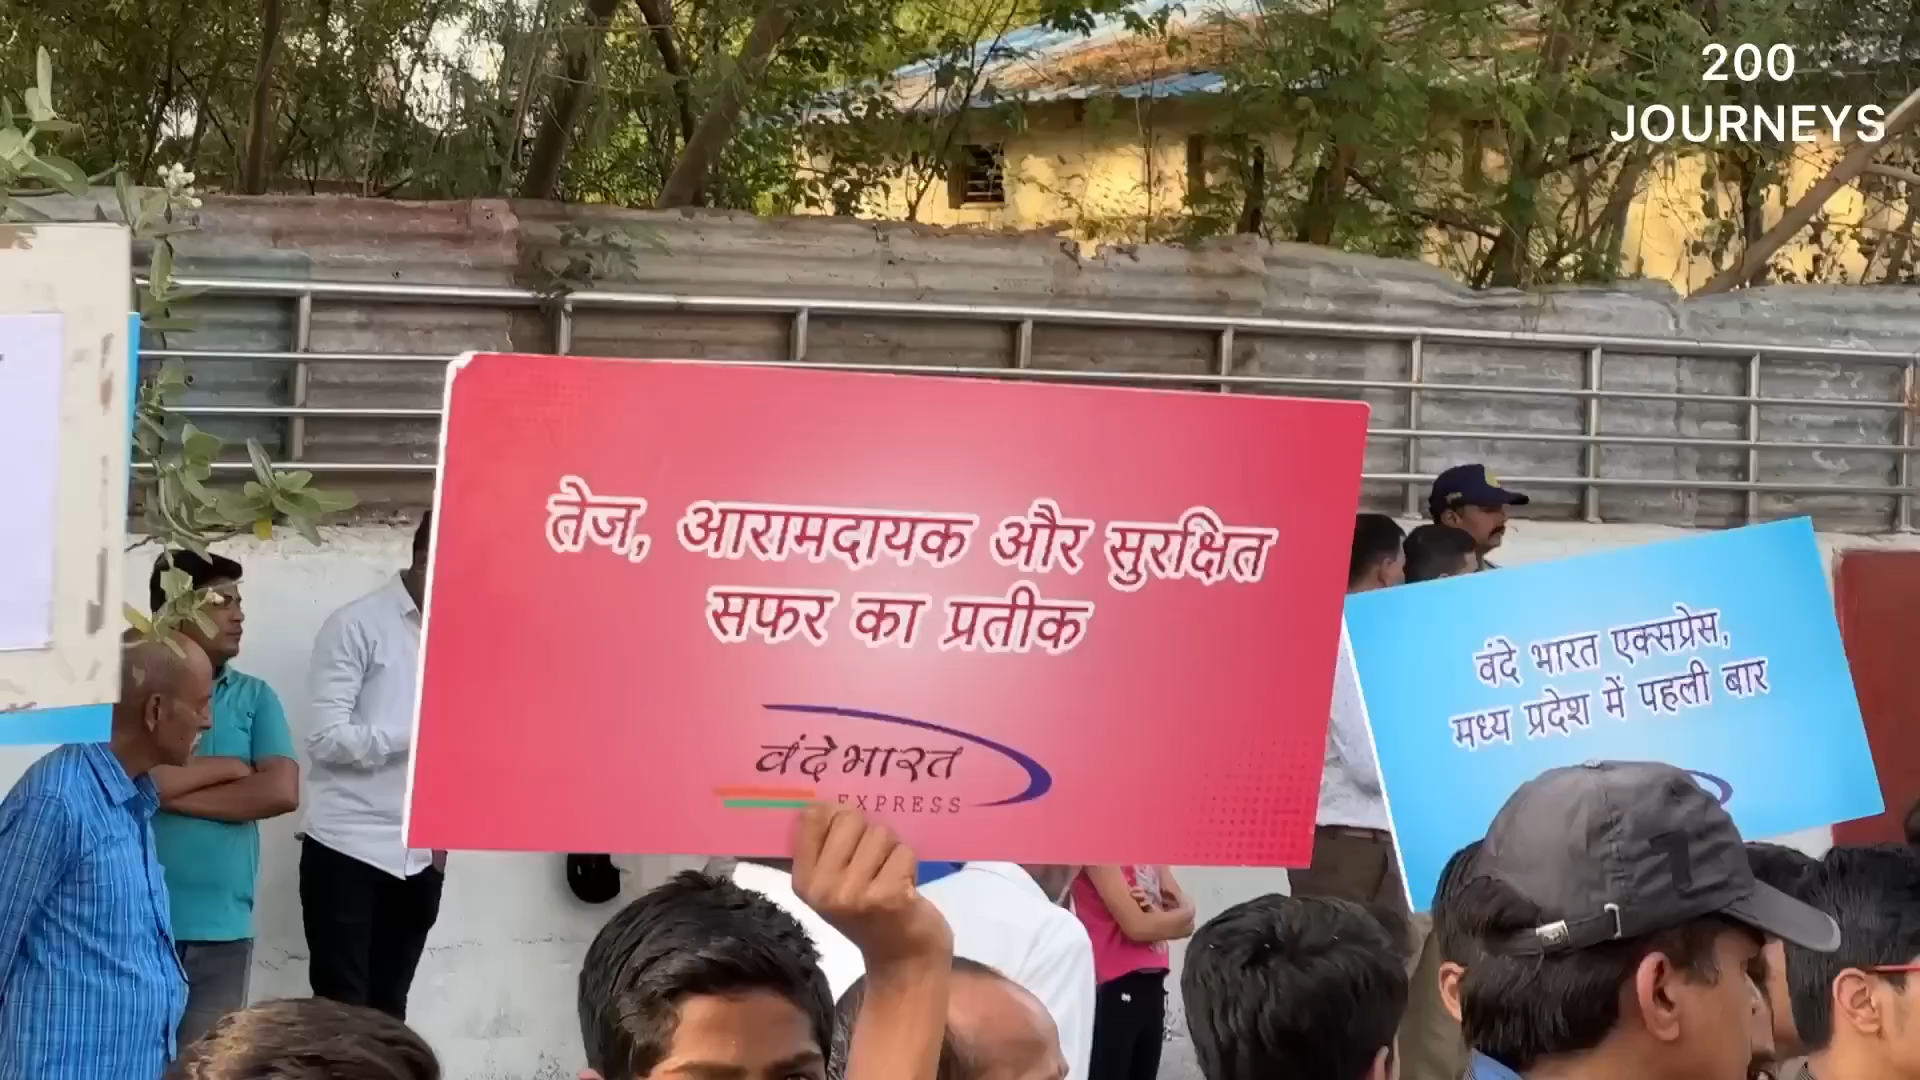 200
JOURNEYS
तेज, आरामदायक और सुरक्षित
सफर का प्रतीक
वंदे भारत
EXPRESS
वंदे भारत एक्सप्रेस,
मध्य प्रदेश में पहली बार